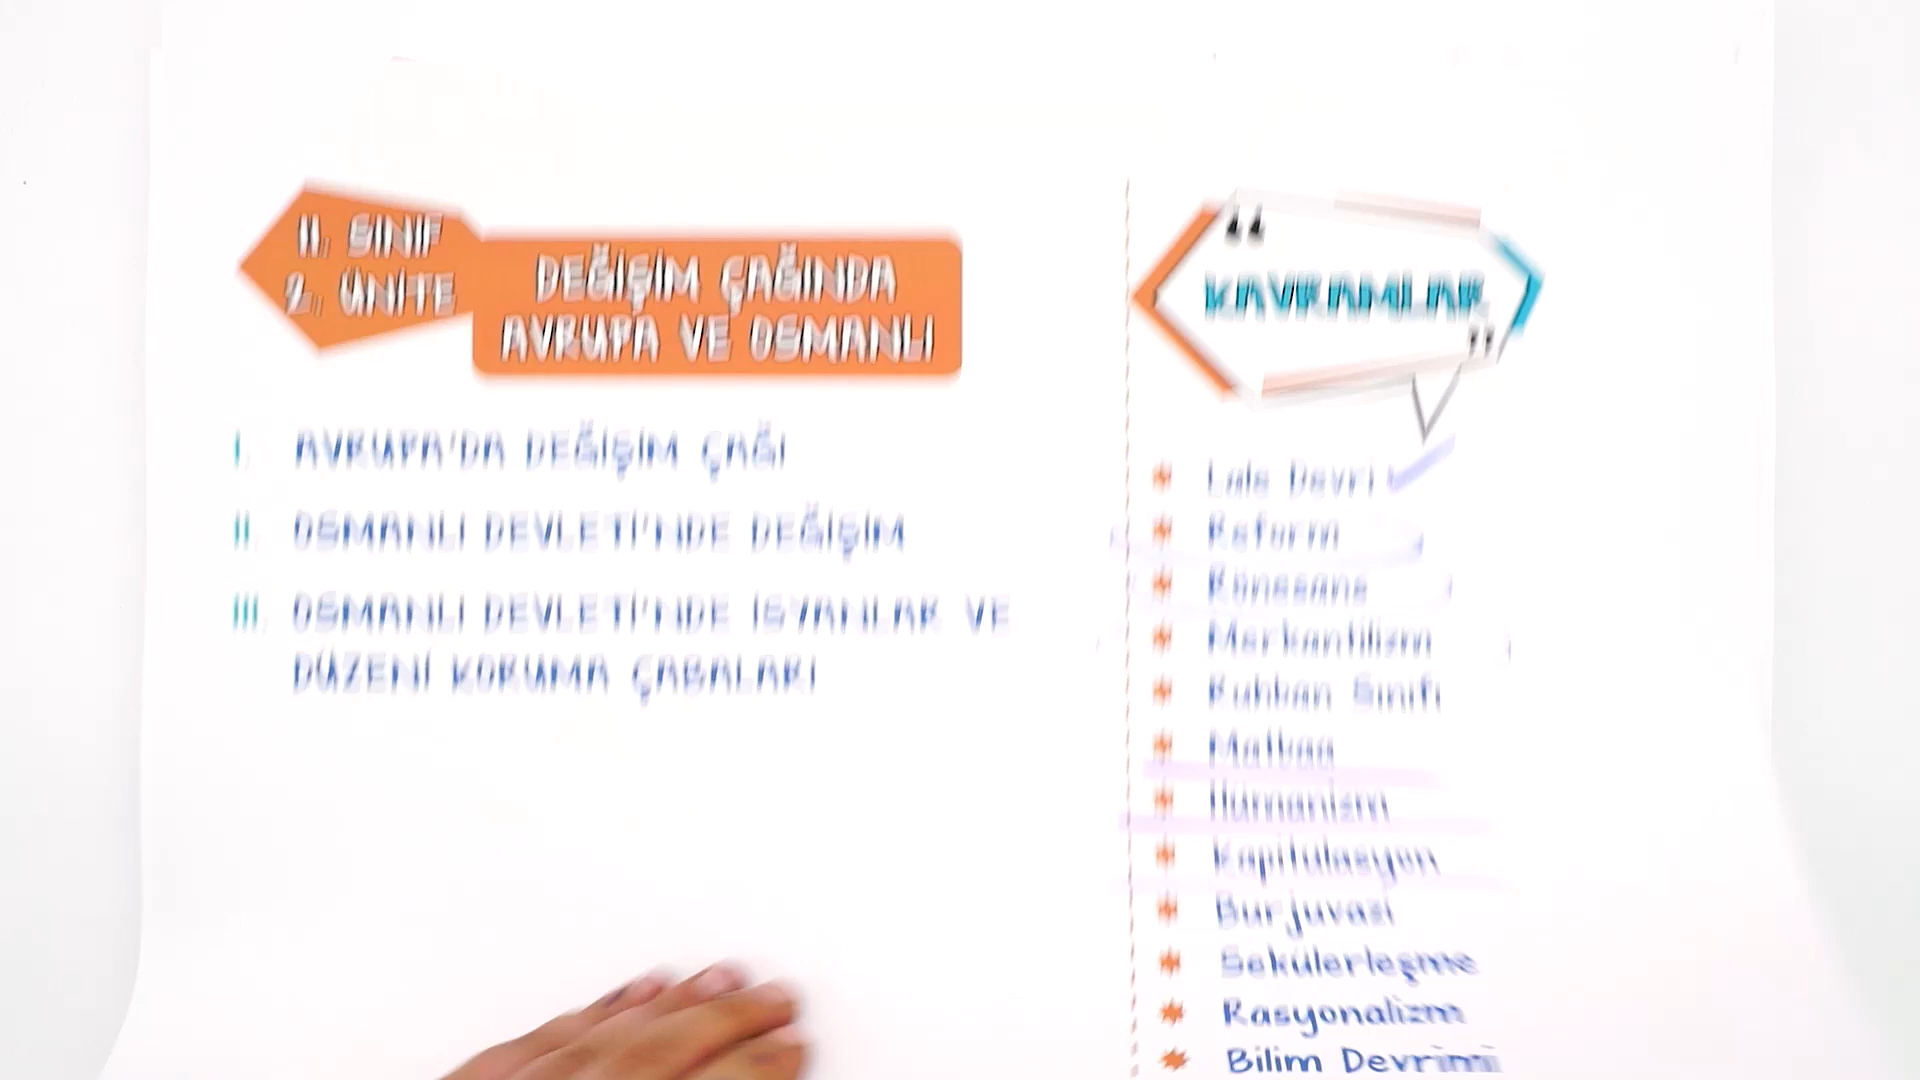 11. SINIF
2. ÜNİTE
DEĞİŞİM ÇAĞINDA
AVRUPA VE OSMANLI
I. AVRUPA'DA DEĞİŞİM ÇAĞI
II. OSMANLI DEVLETİ'NDE DEĞİŞİM
III. OSMANLI DEVLETİ'NDE İSYANLAR VE
DÜZENİ KORUMA ÇABALARI
"KAVRAMLAR"
Lale Devri
Reform
Rönesans
Merkantilizm
Ruhban Sınıfı
Matbaa
Hümanizm
Kapitülasyon
Burjuvazi
Sekülerleşme
Rasyonalizm
Bilim Devrimi